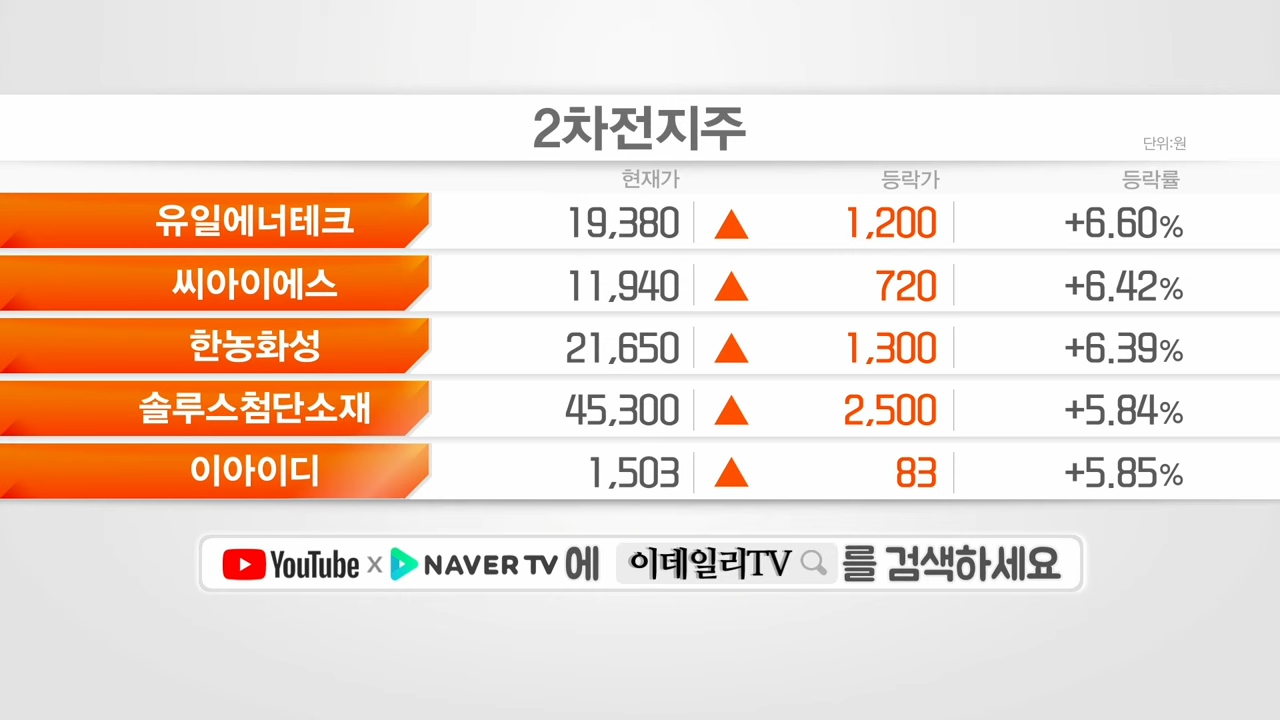 2차전지주
단위:원
현재가 등락가 등락률
유일에너테크 19,380 ▲ 1,200 +6.60%
씨아이에스 11,940 ▲ 720 +6.42%
한농화성 21,650 ▲ 1,300 +6.39%
솔루스첨단소재 45,300 ▲ 2,500 +5.84%
이아이디 1,503 ▲ 83 +5.85%
YouTube x NAVER TV에 이데일리TV를 검색하세요